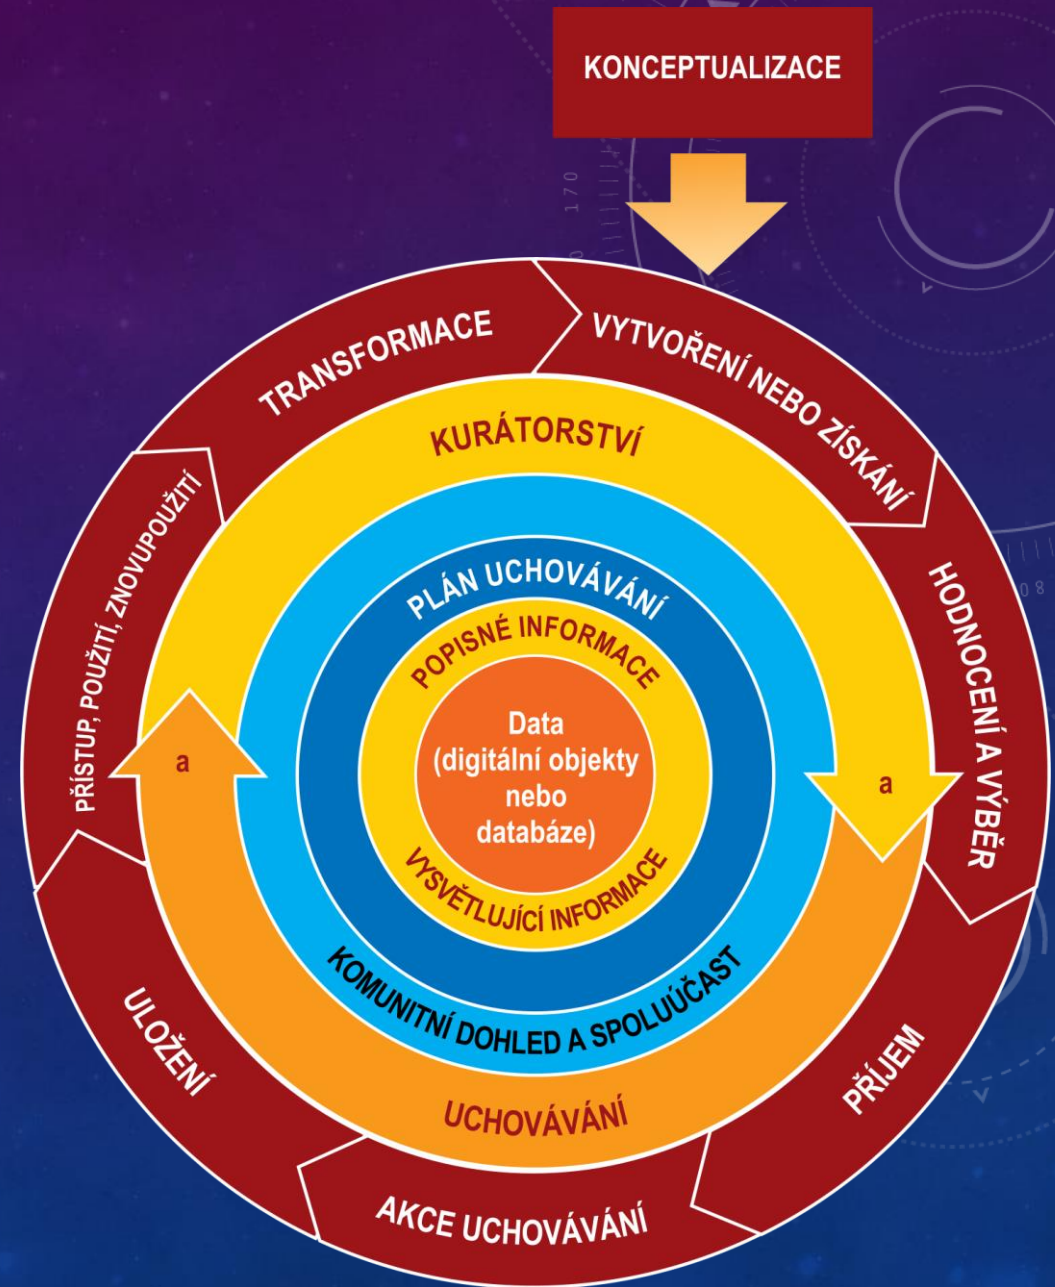 KONCEPTUALIZACE
170
TRANSFORMACE
VYTVOŘENÍ NEBO ZÍSKÁNÍ
HODNOCENÍ A VÝBĚR
PŘÍJEM
AKCE UCHOVÁVÁNÍ
ULOŽENÍ
PŘÍSTUP, POUŽITÍ, ZNOVUPOUŽITÍ
KURÁTORSTVÍ
a
UCHOVÁVÁNÍ
a
PLÁN UCHOVÁVÁNÍ
KOMUNITNÍ DOHLED A SPOLUÚČAST
POPISNÉ INFORMACE
VYSVĚTLUJÍCÍ INFORMACE
Data
(digitální objekty
nebo
databáze)